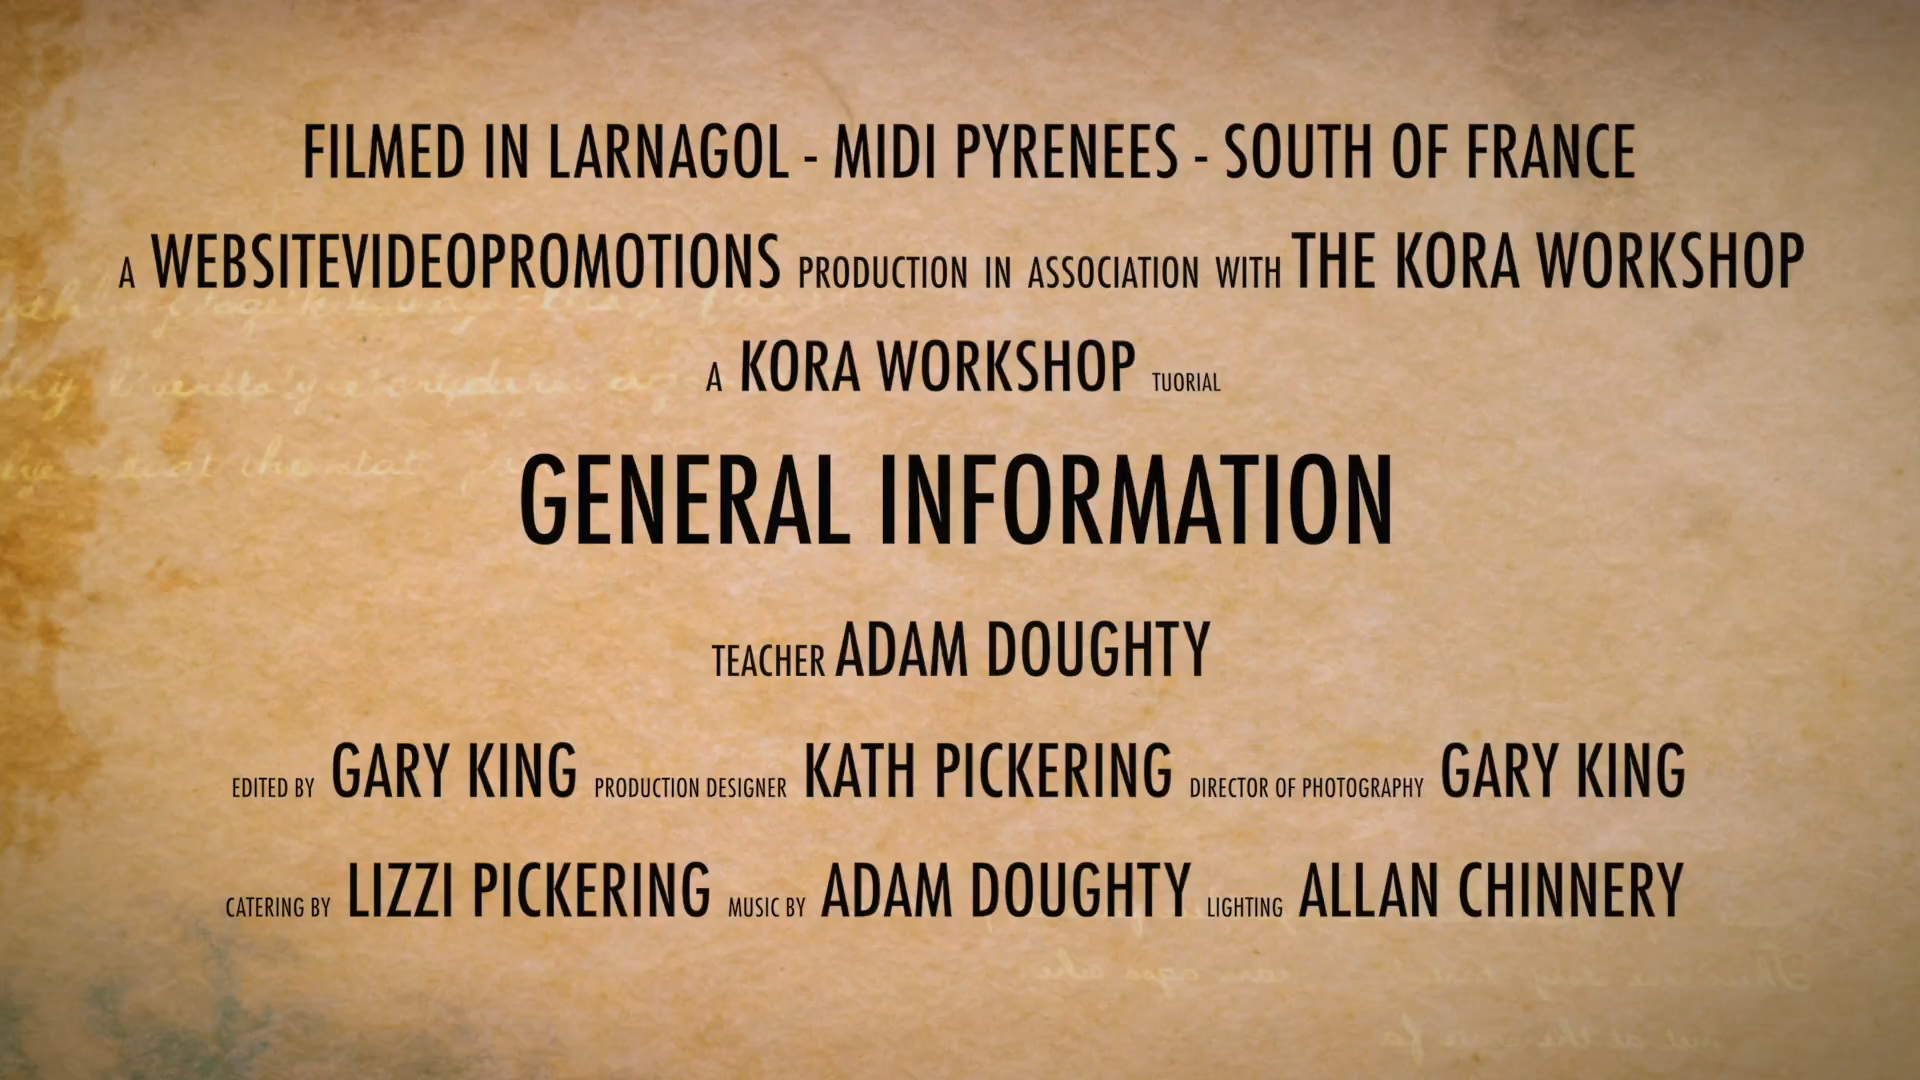 FILMED IN LARNAGOL - MIDI PYRENEES - SOUTH OF FRANCE
A WEBSITEVIDEOPROMOTIONS PRODUCTION IN ASSOCIATION WITH THE KORA WORKSHOP
A KORA WORKSHOP TUORIAL
GENERAL INFORMATION
TEACHER ADAM DOUGHTY
EDITED BY GARY KING PRODUCTION DESIGNER KATH PICKERING DIRECTOR OF PHOTOGRAPHY GARY KING
CATERING BY LIZZI PICKERING MUSIC BY ADAM DOUGHTY LIGHTING ALLAN CHINNERY